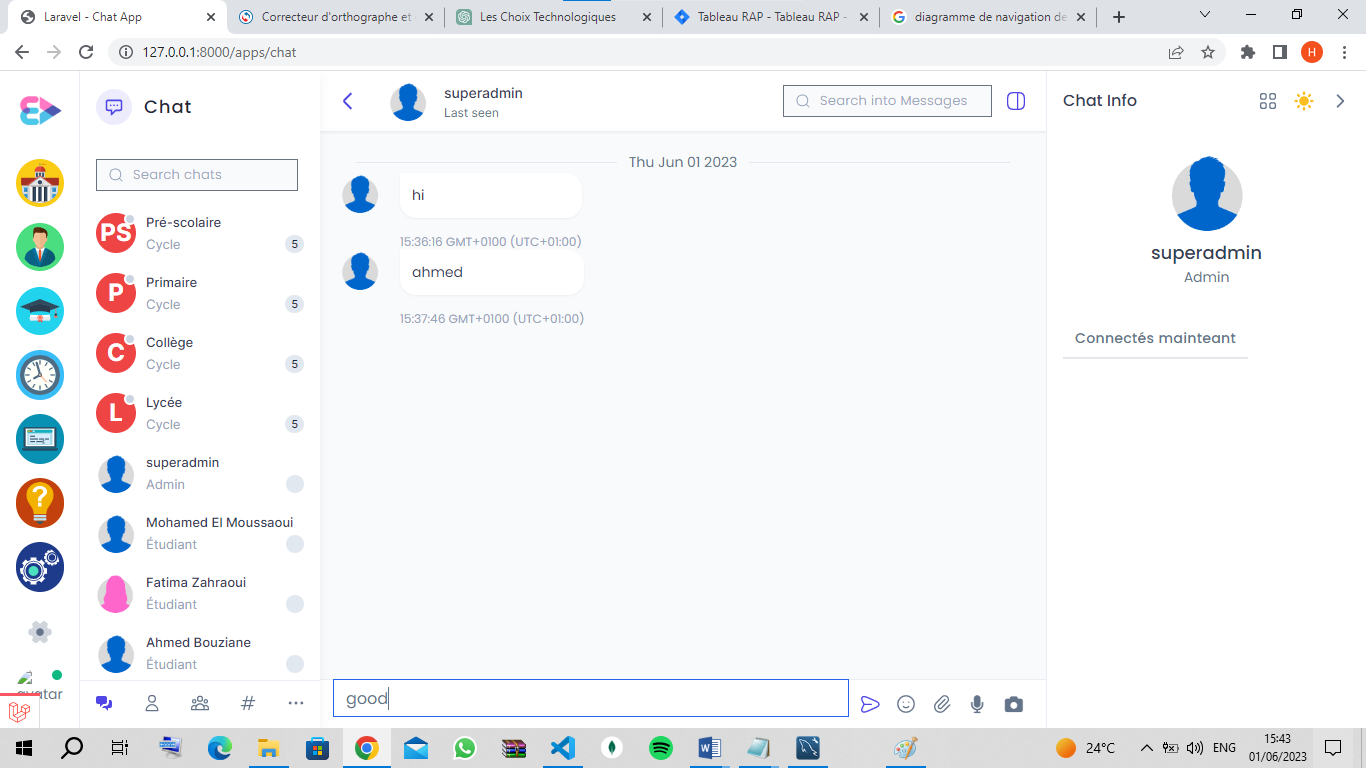 Laravel - Chat App
Correcteur d'orthographe et
Les Choix Technologiques
Tableau RAP - Tableau RAP -
diagramme de navigation de
127.0.0.1:8000/apps/chat
H
Chat
Search chats
PS
Pré-scolaire
Cycle
5
P
Primaire
Cycle
5
C
Collège
Cycle
5
L
Lycée
Cycle
5
superadmin
Admin
Mohamed El Moussaoui
Étudiant
Fatima Zahraoui
Étudiant
Ahmed Bouziane
Étudiant
avatar
superadmin
Last seen
Search into Messages
Thu Jun 01 2023
hi
15:36:16 GMT+0100 (UTC+01:00)
ahmed
15:37:46 GMT+0100 (UTC+01:00)
good
Chat Info
superadmin
Admin
Connectés mainteant
24°C
ENG
15:43
01/06/2023